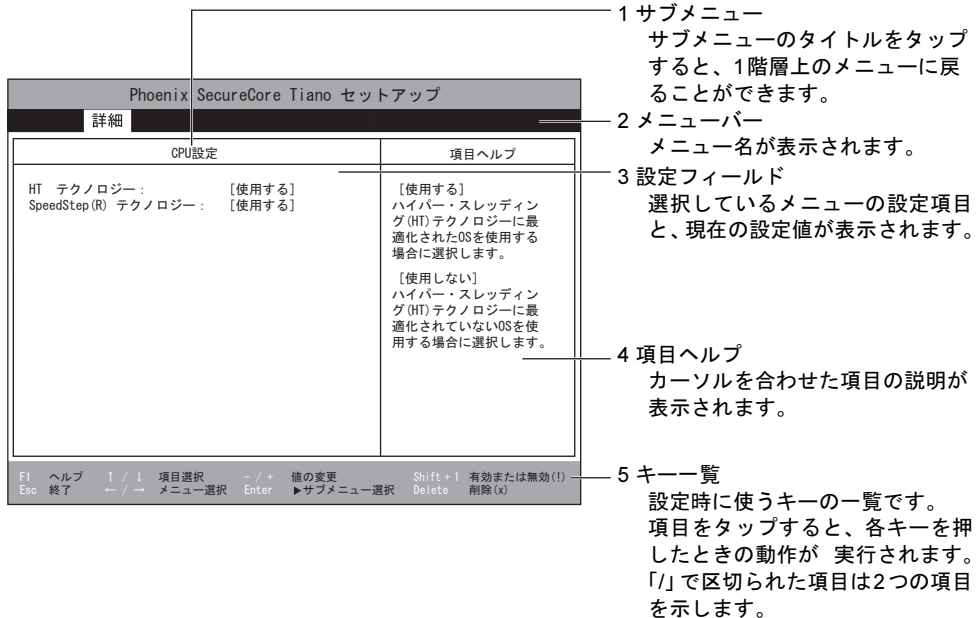 1 サブメニュー
サブメニューのタイトルをタップ
すると、1階層上のメニューに戻
ることができます。
Phoenix SecureCore Tiano セットアップ
詳細
2 メニューバー
メニュー名が表示されます。
CPU設定
項目ヘルプ
HT テクノロジー： [使用する]
SpeedStep(R) テクノロジー： [使用する]
[使用する]
ハイパー・スレッディン
グ(HT)テクノロジーに最
適化されたOSを使用する
場合に選択します。
[使用しない]
ハイパー・スレッディン
グ(HT)テクノロジーに最
適化されていないOSを使
用する場合に選択します。
3 設定フィールド
選択しているメニューの設定項目
と、現在の設定値が表示されます。
4 項目ヘルプ
カーソルを合わせた項目の説明が
表示されます。
F1 ヘルプ ↑/↓ 項目選択 -/+ 値の変更 Shift+1 有効または無効(!)
Esc 終了 ←/→ メニュー選択 Enter ▶サブメニュー選択 Delete 削除(x)
5 キー一覧
設定時に使うキーの一覧です。
項目をタップすると、各キーを押
したときの動作が 実行されます。
「/」で区切られた項目は2つの項目
を示します。